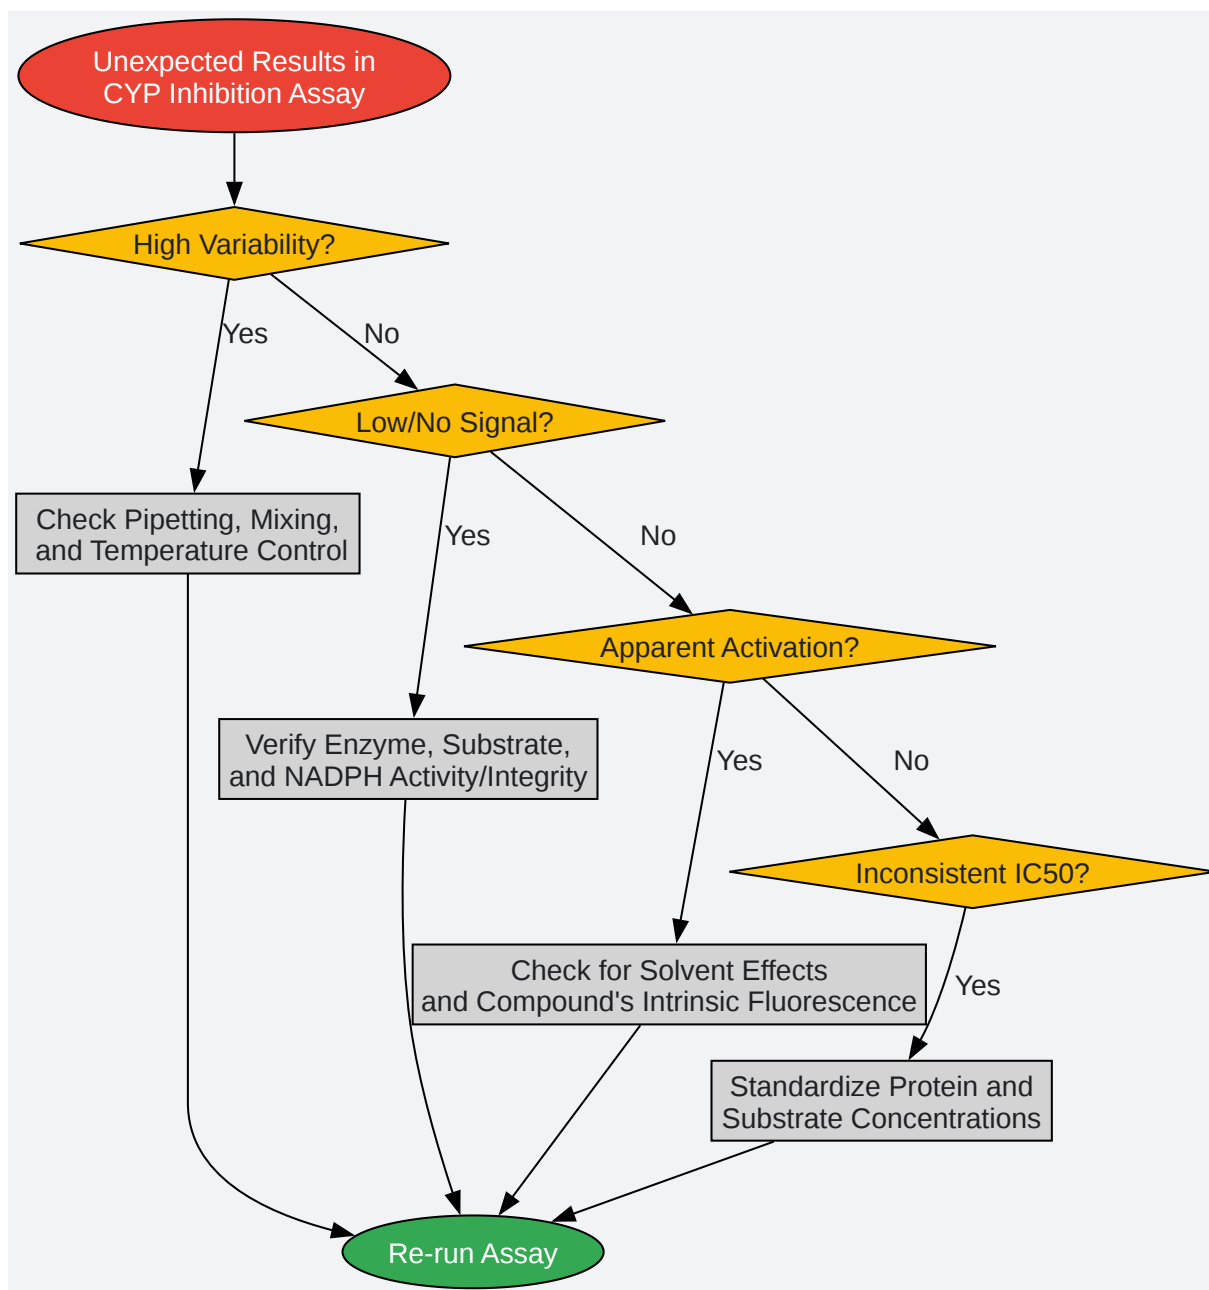 Unexpected Results in
CYP Inhibition Assay
High Variability?
Yes
No
Low/No Signal?
Check Pipetting, Mixing,
and Temperature Control
Yes
No
Apparent Activation?
Verify Enzyme, Substrate,
and NADPH Activity/Integrity
Yes
No
Inconsistent IC50?
Check for Solvent Effects
and Compound's Intrinsic Fluorescence
Yes
Standardize Protein and
Substrate Concentrations
Re-run Assay